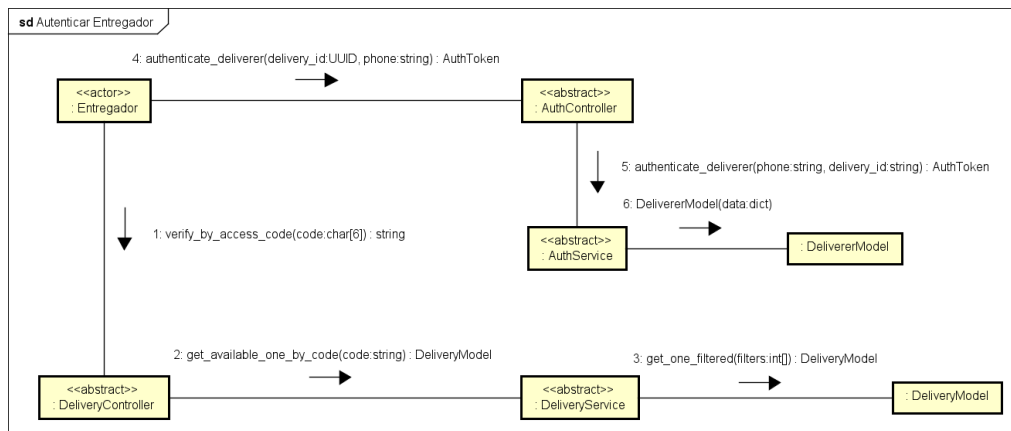 sd Autenticar Entregador
4: authenticate_deliverer(delivery_id:UUID, phone:string) : AuthToken
<<actor>>
: Entregador
<<abstract>>
: AuthController
5: authenticate_deliverer(phone:string, delivery_id:string) : AuthToken
6: DelivererModel(data:dict)
1: verify_by_access_code(code:char[6]) : string
<<abstract>>
: AuthService
: DelivererModel
2: get_available_one_by_code(code:string) : DeliveryModel
3: get_one_filtered(filters:int[]) : DeliveryModel
<<abstract>>
: DeliveryController
<<abstract>>
: DeliveryService
: DeliveryModel